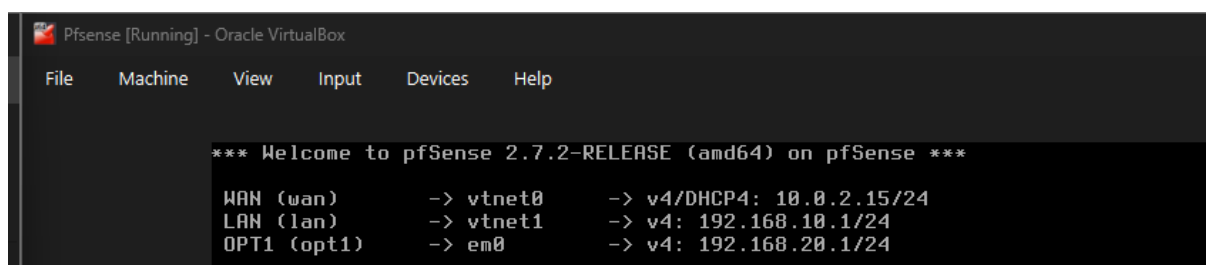 Pfsense [Running] - Oracle VirtualBox
File Machine View Input Devices Help
*** Welcome to pfSense 2.7.2-RELEASE (amd64) on pfSense ***
WAN (wan) -> vtnet0 -> v4/DHCP4: 10.0.2.15/24
LAN (lan) -> vtnet1 -> v4: 192.168.10.1/24
OPT1 (opt1) -> em0 -> v4: 192.168.20.1/24